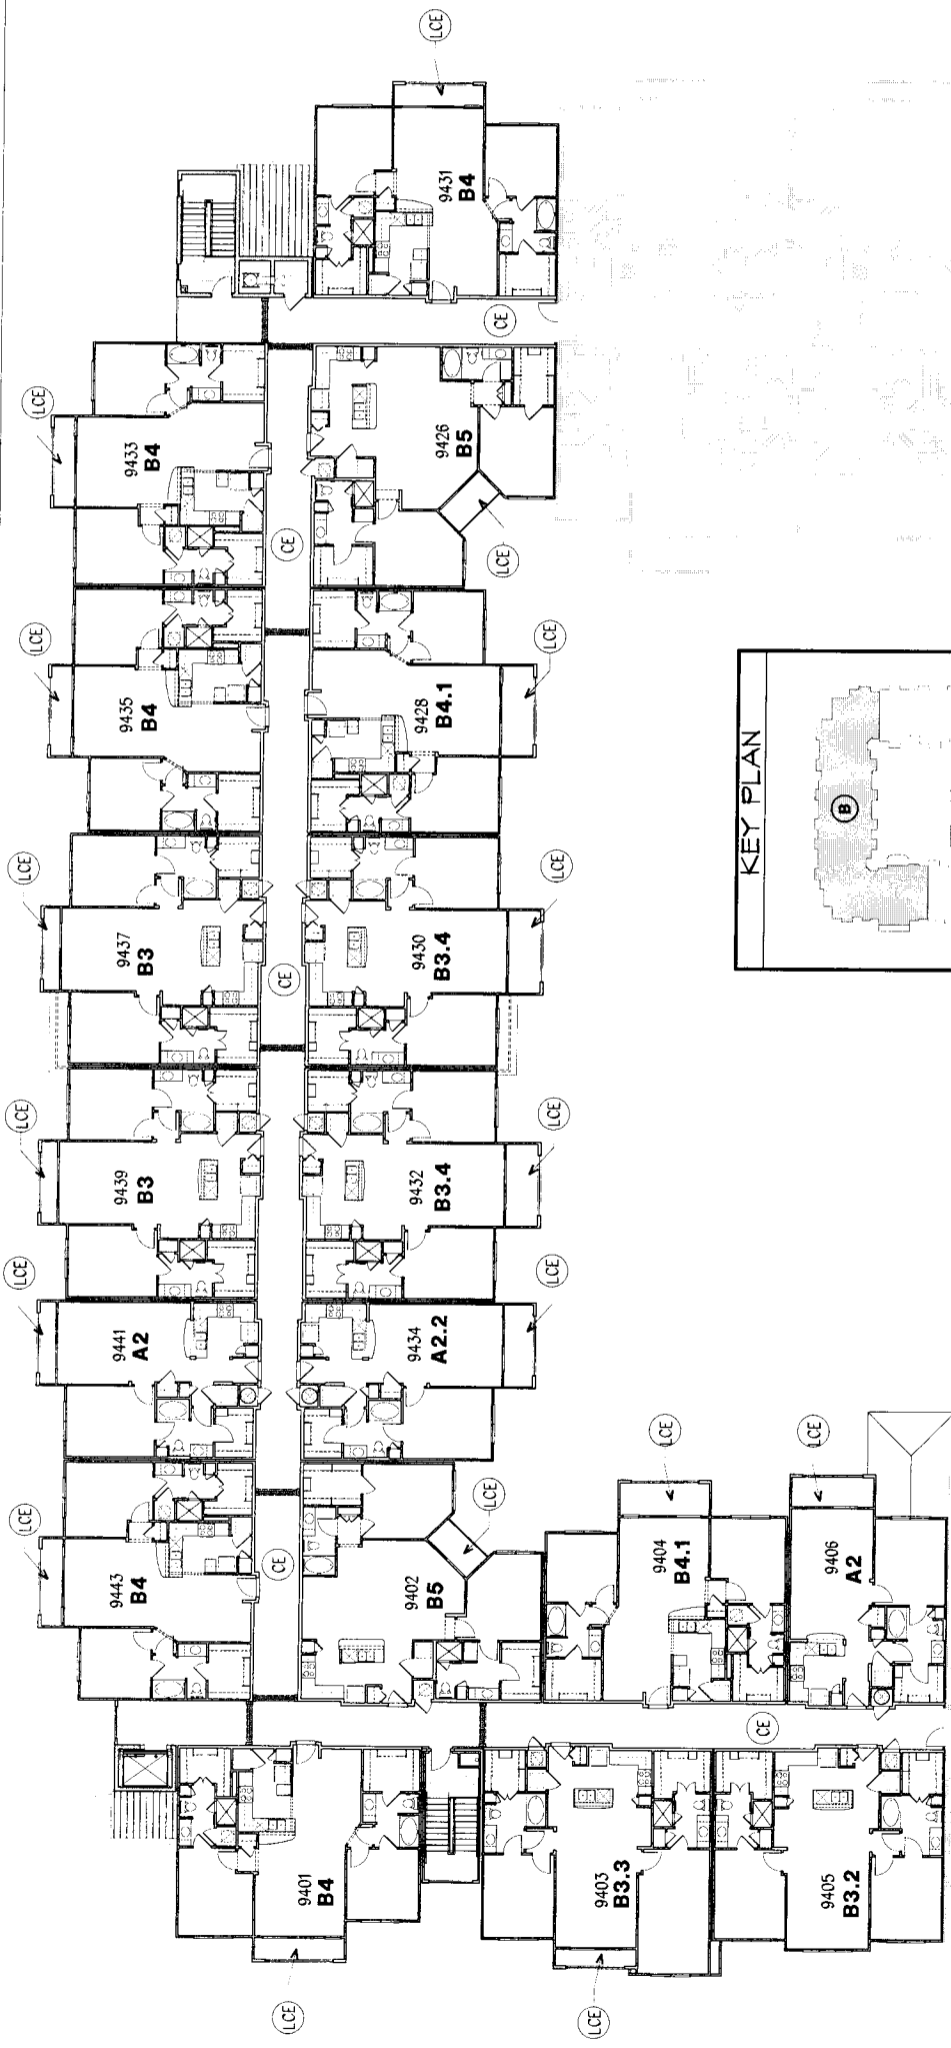 LCE
LCE
LCE
LCE
LCE
LCE
9443
B4
9441
A2
9439
B3
9437
B3
9435
B4
9433
B4
CE
CE
CE
LCE
9401
B4
9402
B5
LCE
9434
A2.2
LCE
9432
B3.4
LCE
9430
B3.4
LCE
9428
B4.1
LCE
9426
B5
LCE
CE
9431
B4
LCE
LCE
9403
B3.3
9404
B4.1
LCE
CE
9405
B3.2
9406
A2
LCE
KEY PLAN
B